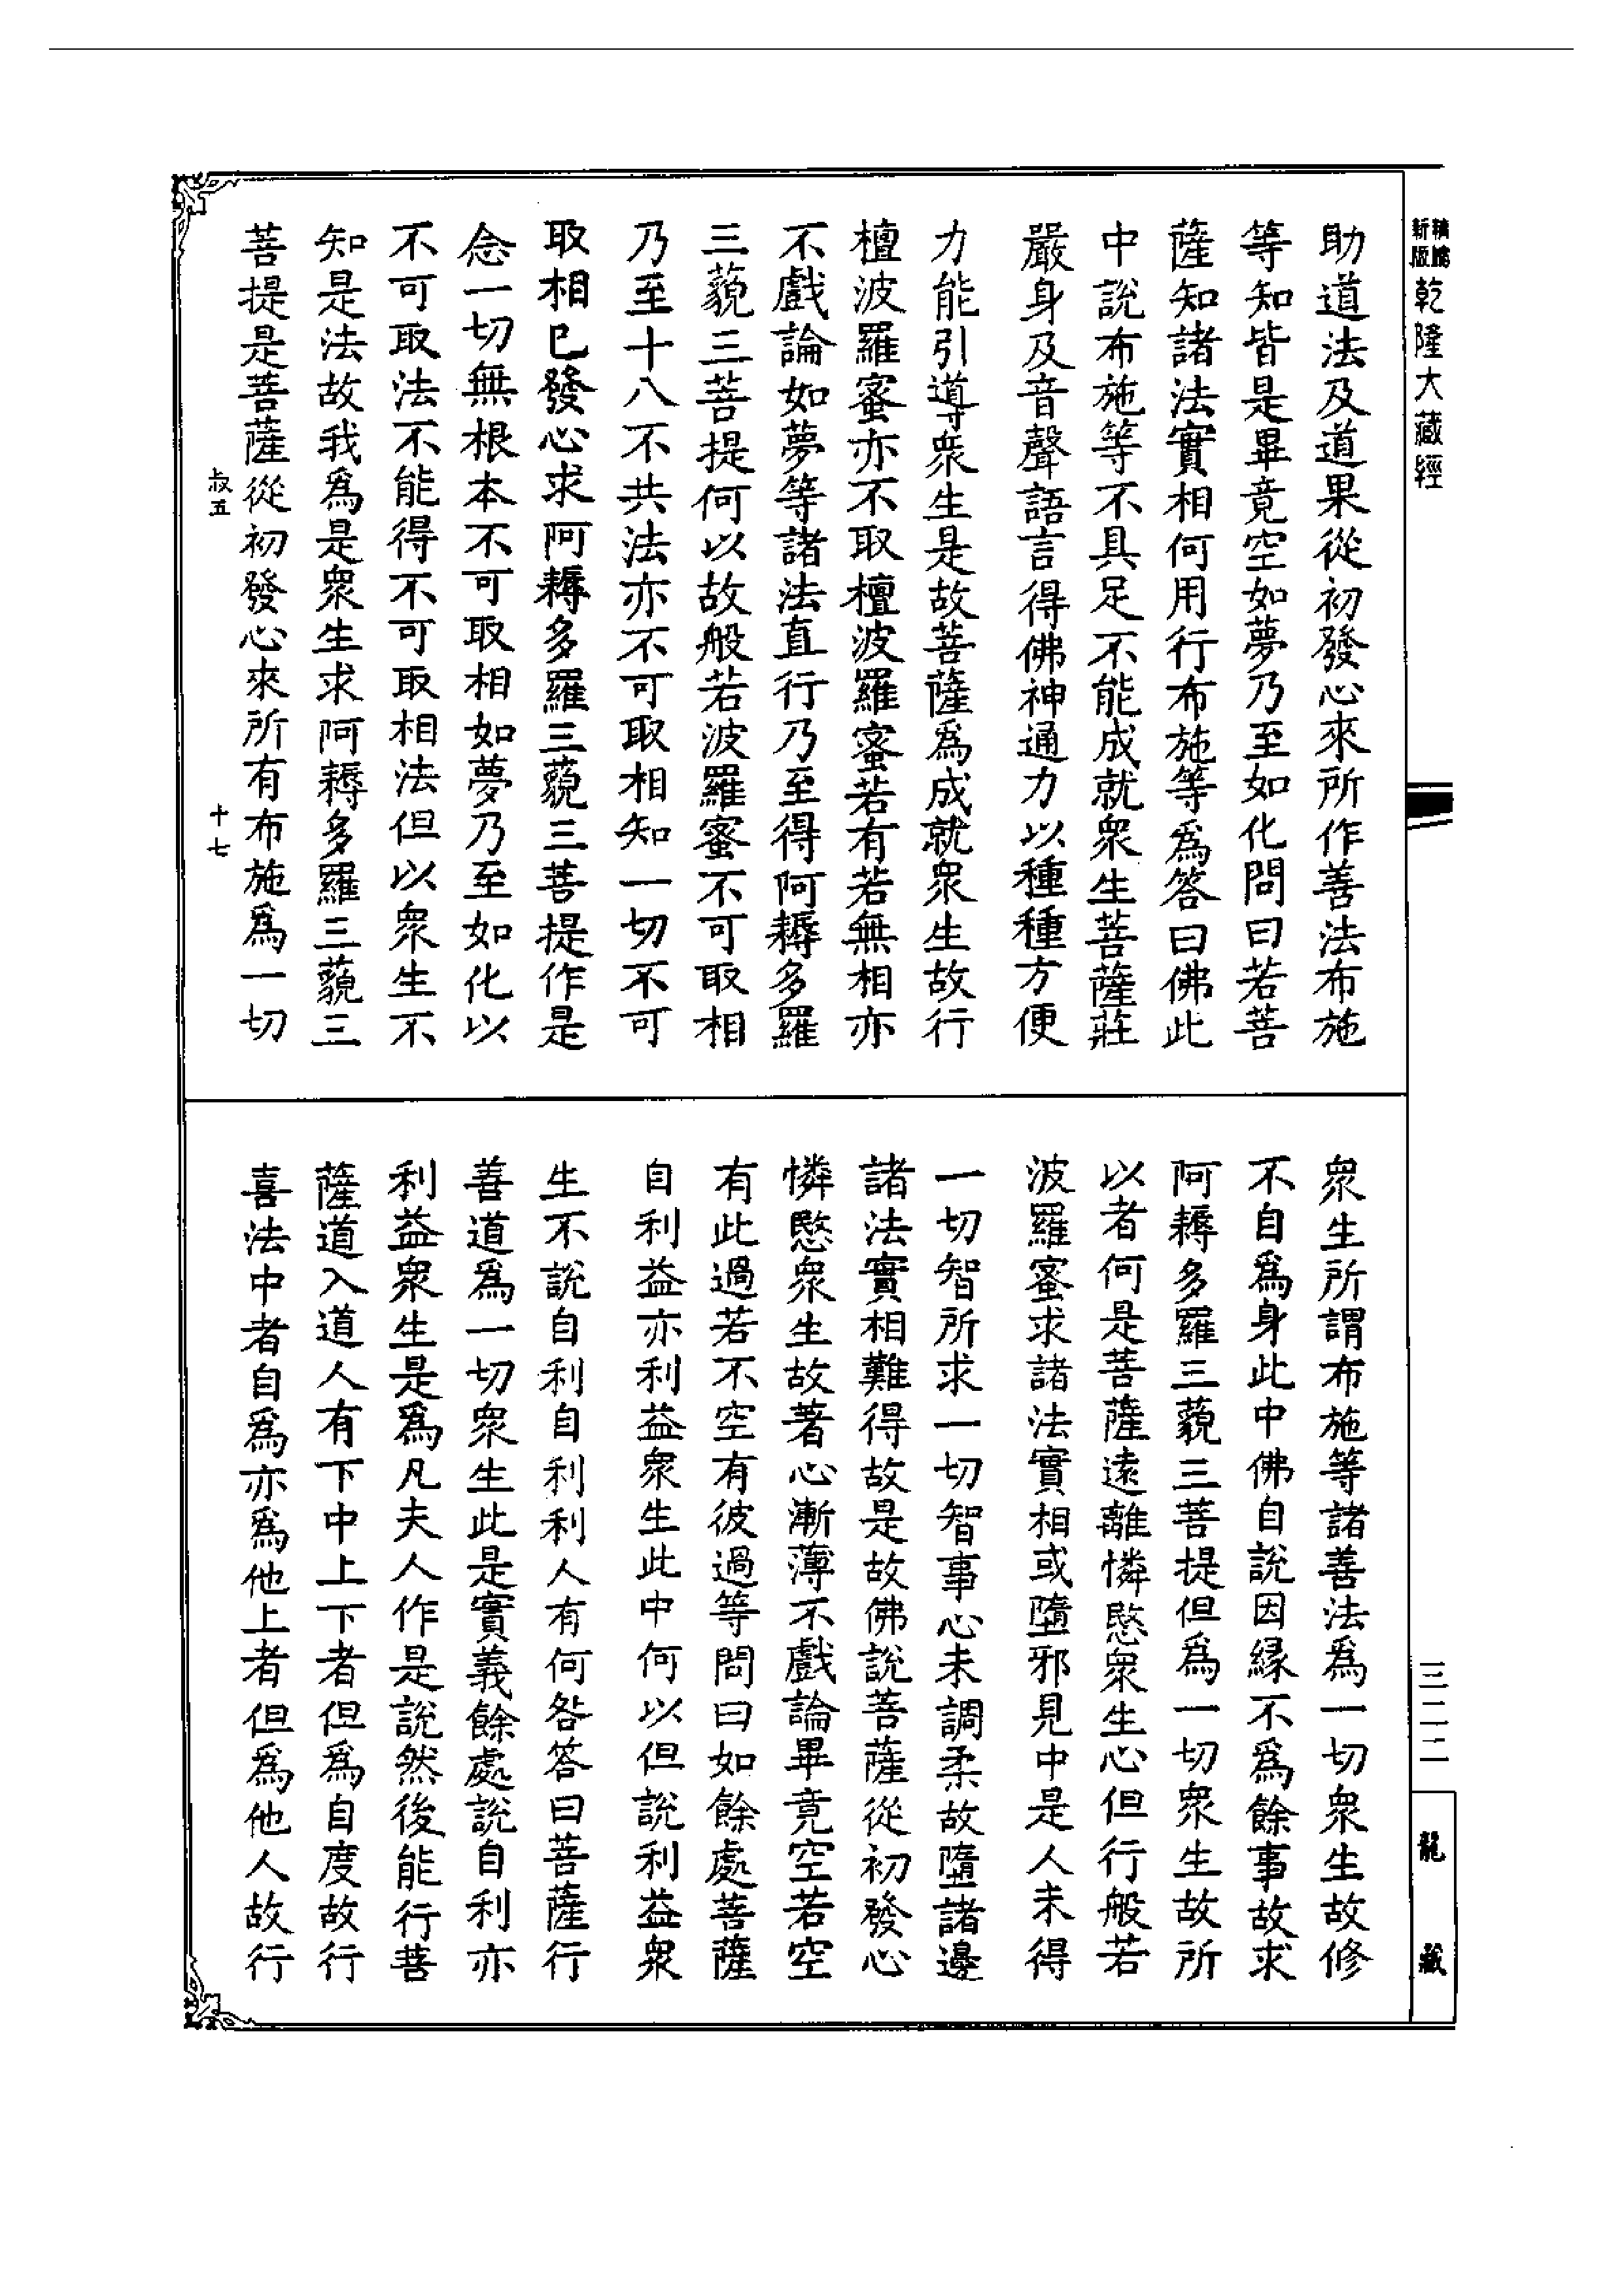 新版
乾隆大藏經
助道法及道果從初發心來所作善法布施
等知皆是畢竟空如夢乃至如化問曰若菩
薩知諸法實相何用行布施等爲答曰佛此
中說布施等不具足不能成就衆生菩薩莊
嚴身及音聲語言得佛神通力以種種方便
力能引導衆生是故菩薩爲成就衆生故行
檀波羅蜜亦不取檀波羅蜜若有若無相亦
不戲論如夢等諸法直行乃至得阿耨多羅
三藐三菩提何以故般若波羅蜜不可取相
乃至十八不共法亦不可取相知一切不可
取相已發心求阿耨多羅三藐三菩提作是
念一切無根本不可取相如夢乃至如化以
不可取法不能得不可取相法但以衆生不
知是法故我爲是衆生求阿耨多羅三藐三
菩提是菩薩從初發心來所有布施爲一切
叔五
十七
衆生所謂布施等諸善法爲一切衆生故修
不自爲身此中佛自說因緣不爲餘事故求
阿耨多羅三藐三菩提但爲一切衆生故所
以者何是菩薩遠離憐愍衆生心但行般若
波羅蜜求諸法實相或墮邪見中是人未得
一切智所求一切智事心未調柔故墮諸邊
諸法實相難得故是故佛說菩薩從初發心
憐愍衆生故著心漸薄不戲論畢竟空若空
有此過若不空有彼過等問曰如餘處菩薩
自利益亦利益衆生此中何以但說利益衆
生不說自利自利利人有何咎答曰菩薩行
善道爲一切衆生此是實義餘處說自利亦
利益衆生是爲凡夫人作是說然後能行菩
薩道入道人有下中上下者但爲自度故行
喜法中者自爲亦爲他上者但爲他人故行
三二二
龍藏